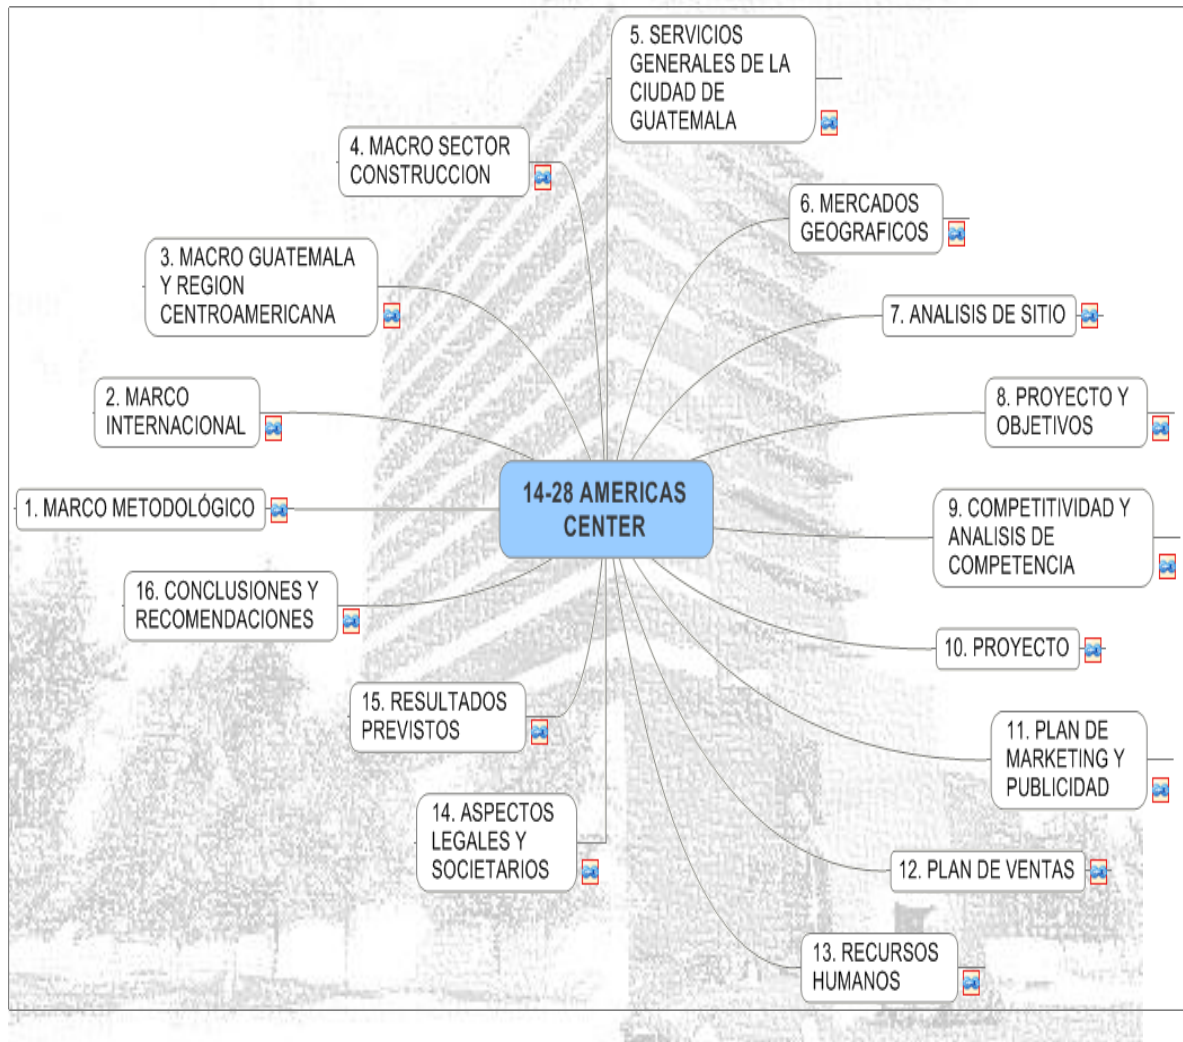 5. SERVICIOS
GENERALES DE LA
CIUDAD DE
GUATEMALA
4. MACRO SECTOR
CONSTRUCCION
6. MERCADOS
GEOGRAFICOS
3. MACRO GUATEMALA
Y REGION
CENTROAMERICANA
7. ANALISIS DE SITIO
2. MARCO
INTERNACIONAL
8. PROYECTO Y
OBJETIVOS
14-28 AMERICAS
CENTER
1. MARCO METODOLÓGICO
9. COMPETITIVIDAD Y
ANALISIS DE
COMPETENCIA
16. CONCLUSIONES Y
RECOMENDACIONES
10. PROYECTO
15. RESULTADOS
PREVISTOS
11. PLAN DE
MARKETING Y
PUBLICIDAD
14. ASPECTOS
LEGALES Y
SOCIETARIOS
12. PLAN DE VENTAS
13. RECURSOS
HUMANOS